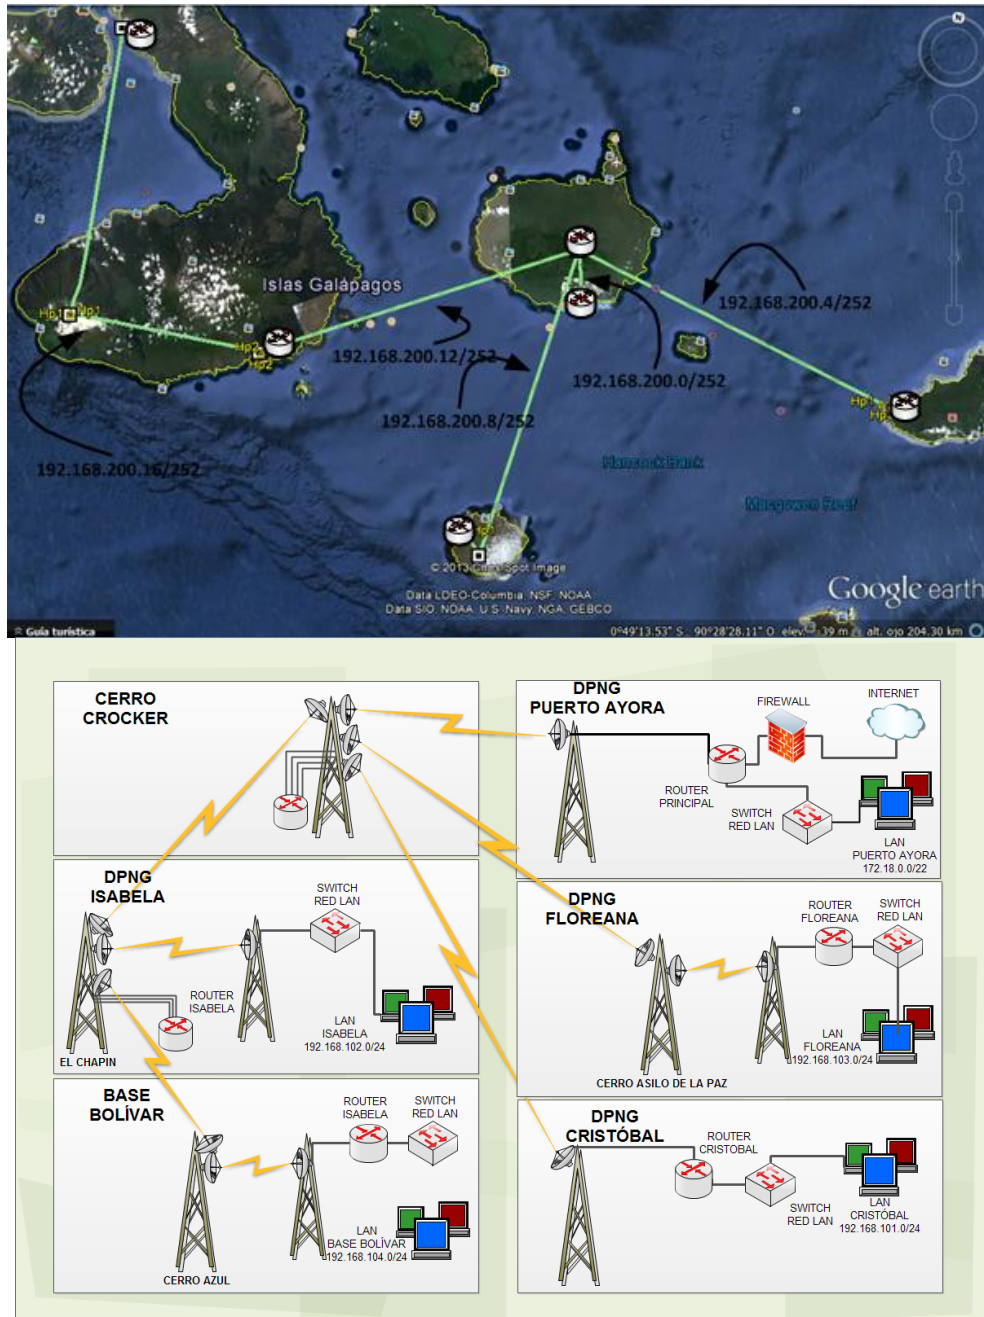 N
Islas Galápagos
192.168.200.4/252
Hp1
Hp1
Hp2
Hp2
192.168.200.12/252
192.168.200.0/252
192.168.200.8/252
Hp1
192.168.200.16/252
Hancock Bank
Macgowen Reef
© 2013 Cnes/Spot Image
Data LDEO-Columbia, NSF, NOAA
Data SIO, NOAA, U.S. Navy, NGA, GEBCO
Google earth
Guía turística
0°49'13.53" S 90°28'28.11" O elev. -39 m alt. ojo 204.30 km
CERRO
CROCKER
DPNG
PUERTO AYORA
FIREWALL
INTERNET
ROUTER
PRINCIPAL
SWITCH
RED LAN
LAN
PUERTO AYORA
172.18.0.0/22
DPNG
ISABELA
SWITCH
RED LAN
ROUTER
ISABELA
LAN
ISABELA
192.168.102.0/24
EL CHAPIN
DPNG
FLOREANA
ROUTER
FLOREANA
SWITCH
RED LAN
LAN
FLOREANA
192.168.103.0/24
CERRO ASILO DE LA PAZ
BASE
BOLÍVAR
ROUTER
ISABELA
SWITCH
RED LAN
LAN
BASE BOLÍVAR
192.168.104.0/24
CERRO AZUL
DPNG
CRISTÓBAL
ROUTER
CRISTOBAL
SWITCH
RED LAN
LAN
CRISTÓBAL
192.168.101.0/24